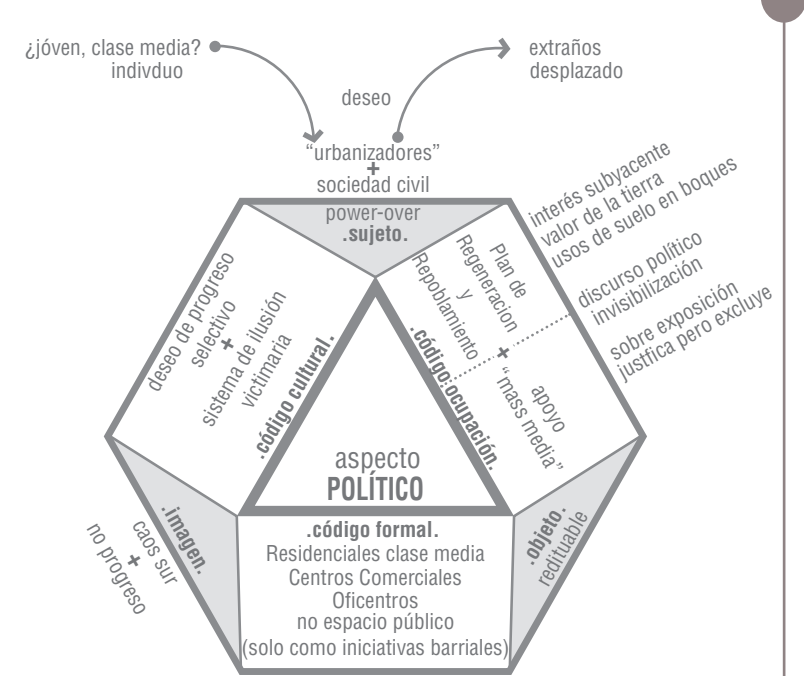 ¿jóven, clase media?
indivduo
extraños
desplazado
deseo
“urbanizadores”
+
sociedad civil
power-over
.sujeto.
interés subyacente
valor de la tierra
usos de suelo en boques
discurso político
invisibilización
sobre exposición
justfica pero excluye
deseo de progreso
selectivo
+
sistema de ilusión
victimaria
.código cultural.
Plan de
Regeneracion
y
Repoblamiento
+
apoyo
“mass media”
.código ocupación.
aspecto
POLÍTICO
.imagen.
caos sur
+
no progreso
.código formal.
Residenciales clase media
Centros Comerciales
Oficentros
no espacio público
(solo como iniciativas barriales)
.objeto.
redituable